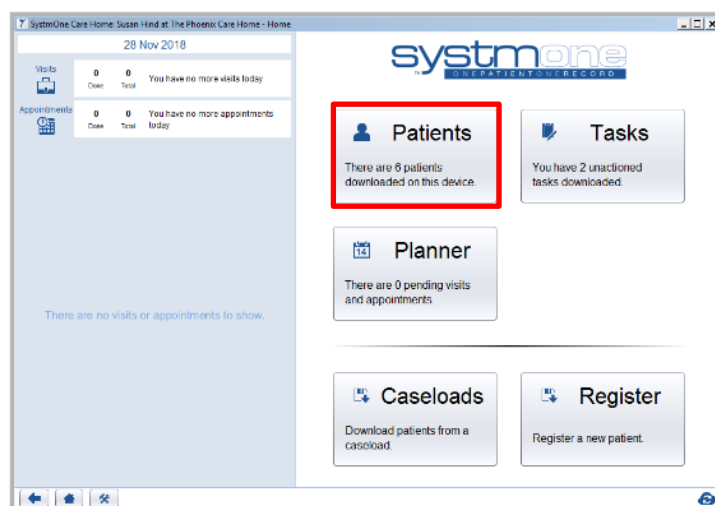 SystmOne Care Home: Susan Hind at The Phoenix Care Home - Home
28 Nov 2018
Visits
0 0 You have no more visits today
Done Total
Appointments
0 0 You have no more appointments
Done Total today
There are no visits or appointments to show.
systmone
TM ONEPATIENTONERECORD
Patients
There are 6 patients
downloaded on this device.
Tasks
You have 2 unactioned
tasks downloaded.
14 Planner
There are 0 pending visits
and appointments
Caseloads
Download patients from a
caseload.
Register
Register a new patient.